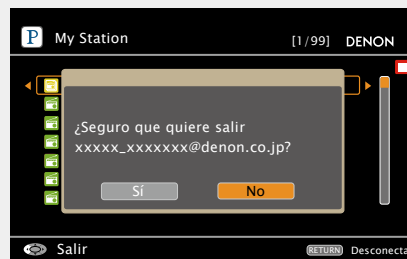 P My Station [1/99] DENON
¿Seguro que quiere salir
xxxxx_xxxxxxx@denon.co.jp?
Sí No
Salir RETURN Desconecta